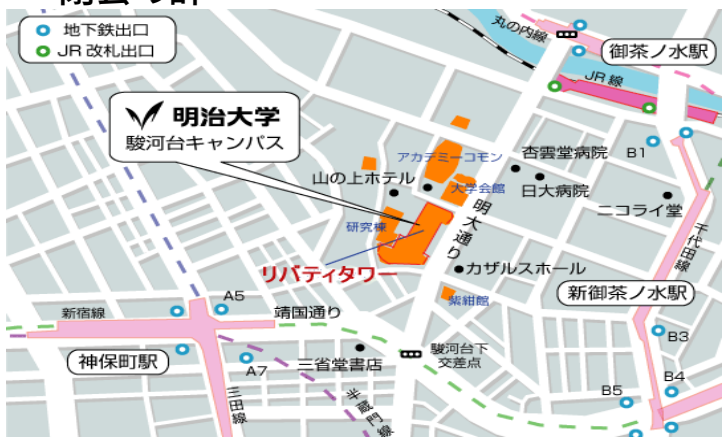 地下鉄出口
JR 改札出口
丸の内線
御茶ノ水駅
JR 線
明治大学
駿河台キャンパス
アカデミーコモン
杏雲堂病院
B1
山の上ホテル
大学会館
日大病院
ニコライ堂
研究棟
明大通り
千代田線
リバティタワー
カザルスホール
新御茶ノ水駅
紫紺館
A5
新宿線
靖国通り
B3
神保町駅
A7
三省堂書店
駿河台下
交差点
三田線
半蔵門線
B5
B4